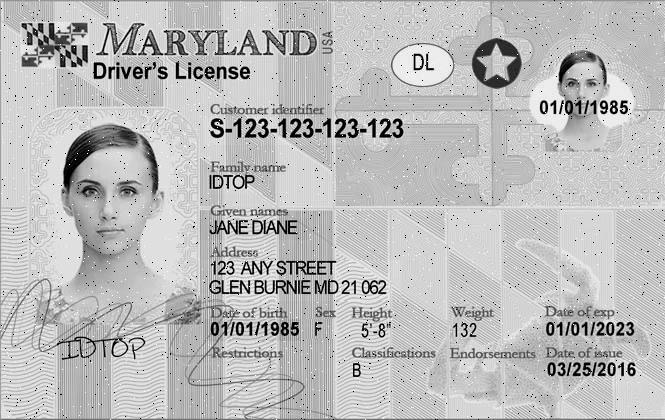 MARYLAND USA
Driver's License
DL
01/01/1985
Customer identifier
S-123-123-123-123
Family name
IDTOP
Given names
JANE DIANE
Address
123 ANY STREET
GLEN BURNIE MD 21 062
Date of birth Sex Height Weight Date of exp
01/01/1985 F 5'-8" 132 01/01/2023
Restrictions Classifications Endorsements Date of issue
B 03/25/2016
IDTOP